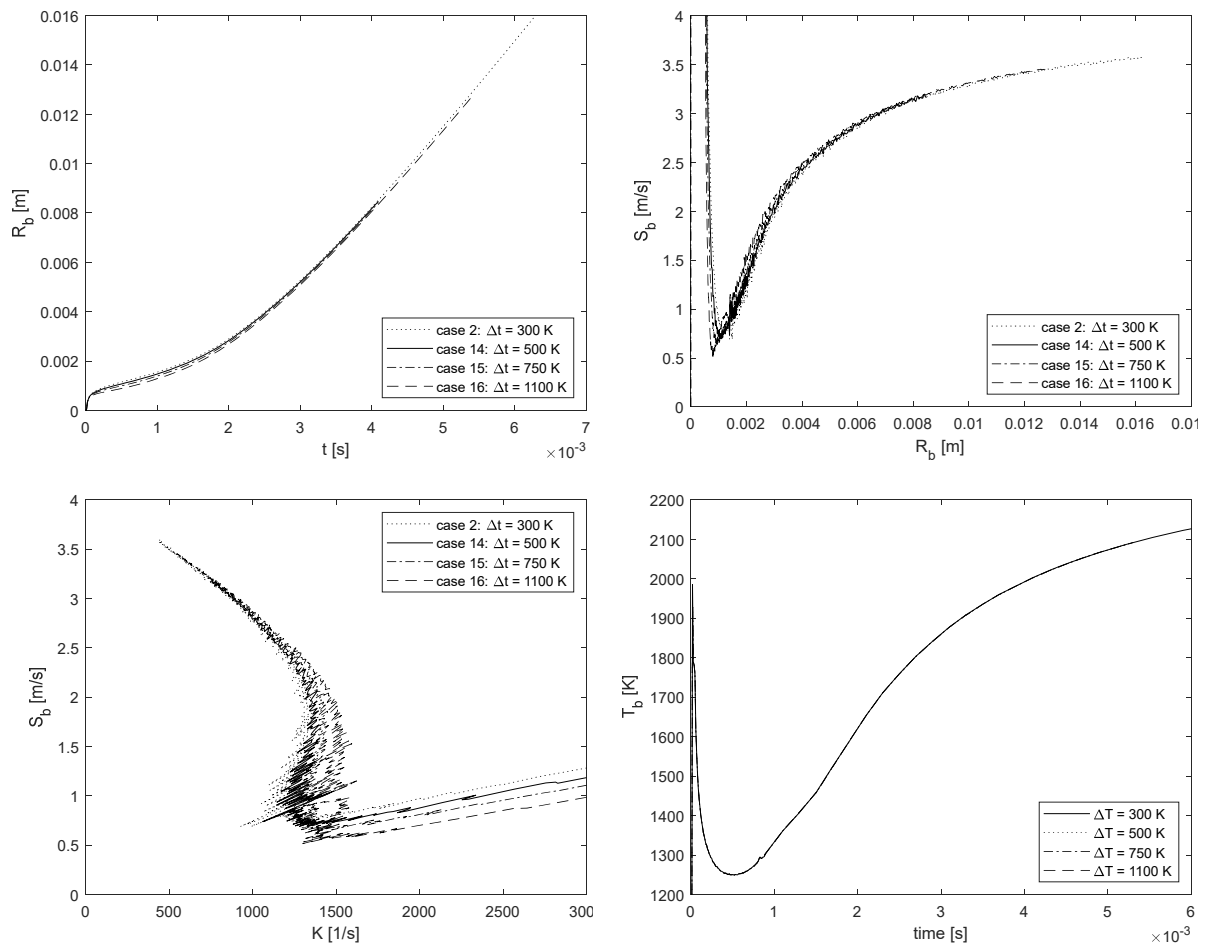 0.016
0.014
0.012
0.01
0.008
0.006
0.004
0.002
0
R_b [m]
case 2: Δt = 300 K
case 14: Δt = 500 K
case 15: Δt = 750 K
case 16: Δt = 1100 K
0 1 2 3 4 5 6 7
t [s]
×10^-3
4
3.5
3
2.5
2
1.5
1
0.5
0
S_b [m/s]
case 2: Δt = 300 K
case 14: Δt = 500 K
case 15: Δt = 750 K
case 16: Δt = 1100 K
0 0.002 0.004 0.006 0.008 0.01 0.012 0.014 0.016 0.01
R_b [m]
4
3.5
3
2.5
2
1.5
1
0.5
0
S_b [m/s]
case 2: Δt = 300 K
case 14: Δt = 500 K
case 15: Δt = 750 K
case 16: Δt = 1100 K
0 500 1000 1500 2000 2500 300
K [1/s]
2200
2100
2000
1900
1800
1700
1600
1500
1400
1300
1200
T_b [K]
ΔT = 300 K
ΔT = 500 K
ΔT = 750 K
ΔT = 1100 K
0 1 2 3 4 5 6
time [s]
×10^-3